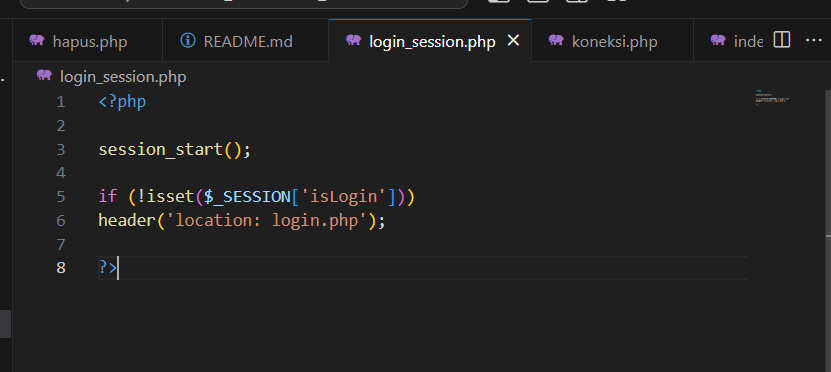 hapus.php README.md login_session.php koneksi.php inde
login_session.php
1 <?php
2
3 session_start();
4
5 if (!isset($_SESSION['isLogin']))
6 header('location: login.php');
7
8 ?>